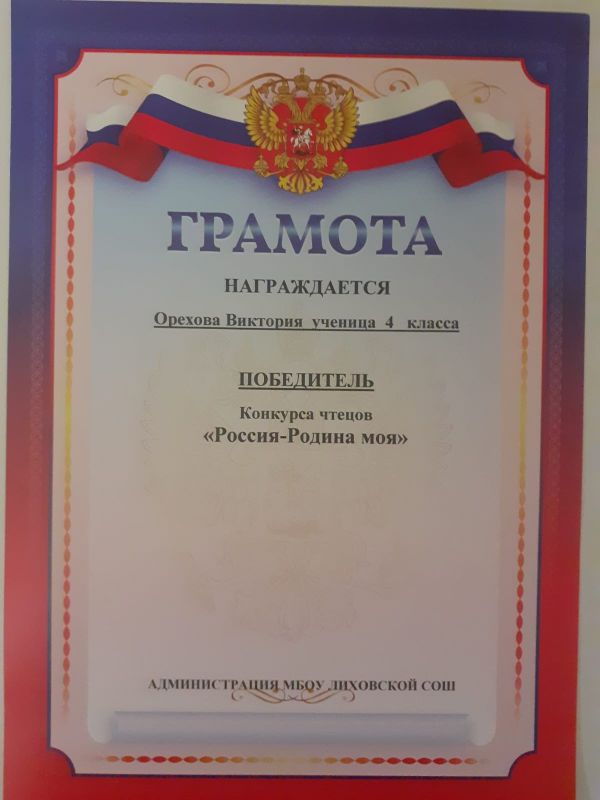 ГРАМОТА
НАГРАЖДАЕТСЯ
Орехова Виктория ученица 4 класса
ПОБЕДИТЕЛЬ
Конкурса чтецов
«Россия-Родина моя»
АДМИНИСТРАЦИЯ МБОУ ЛИХОВСКОЙ СОШ